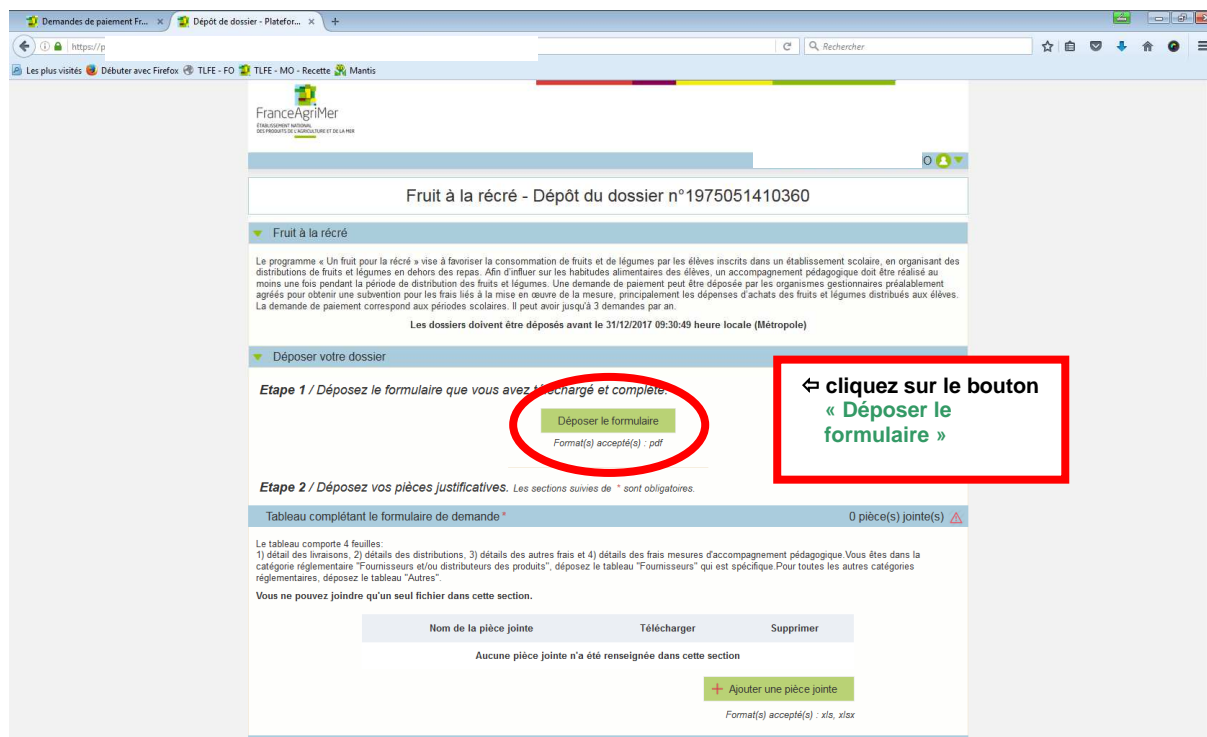 Demandes de paiement Fr... × Dépôt de dossier - Platefor... × +
https://p
Rechercher
Les plus visités Débuter avec Firefox TLFE - FO TLFE - MO - Recette Mantis
FranceAgriMer
ÉTABLISSEMENT NATIONAL
DES PRODUITS DE L'AGRICULTURE ET DE LA MER
O
Fruit à la récré - Dépôt du dossier n°1975051410360
Fruit à la récré
Le programme « Un fruit pour la récré » vise à favoriser la consommation de fruits et de légumes par les élèves inscrits dans un établissement scolaire, en organisant des
distributions de fruits et légumes en dehors des repas. Afin d'influer sur les habitudes alimentaires des élèves, un accompagnement pédagogique doit être réalisé au
moins une fois pendant la période de distribution des fruits et légumes. Une demande de paiement peut être déposée par les organismes gestionnaires préalablement
agréés pour obtenir une subvention pour les frais liés à la mise en œuvre de la mesure, principalement les dépenses d'achats des fruits et légumes distribués aux élèves.
La demande de paiement correspond aux périodes scolaires. Il peut avoir jusqu'à 3 demandes par an.
Les dossiers doivent être déposés avant le 31/12/2017 09:30:49 heure locale (Métropole)
Déposer votre dossier
Etape 1 / Déposez le formulaire que vous avez téléchargé et complété.
Déposer le formulaire
Format(s) accepté(s) : pdf
⇦ cliquez sur le bouton
« Déposer le
formulaire »
Etape 2 / Déposez vos pièces justificatives. Les sections suivies de * sont obligatoires.
Tableau complétant le formulaire de demande * 0 pièce(s) jointe(s)
Le tableau comporte 4 feuilles:
1) détail des livraisons, 2) détails des distributions, 3) détails des autres frais et 4) détails des frais mesures d'accompagnement pédagogique.Vous êtes dans la
catégorie réglementaire "Fournisseurs et/ou distributeurs des produits", déposez le tableau "Fournisseurs" qui est spécifique.Pour toutes les autres catégories
réglementaires, déposez le tableau "Autres".
Vous ne pouvez joindre qu'un seul fichier dans cette section.
Nom de la pièce jointe Télécharger Supprimer
Aucune pièce jointe n'a été renseignée dans cette section
+ Ajouter une pièce jointe
Format(s) accepté(s) : xls, xlsx